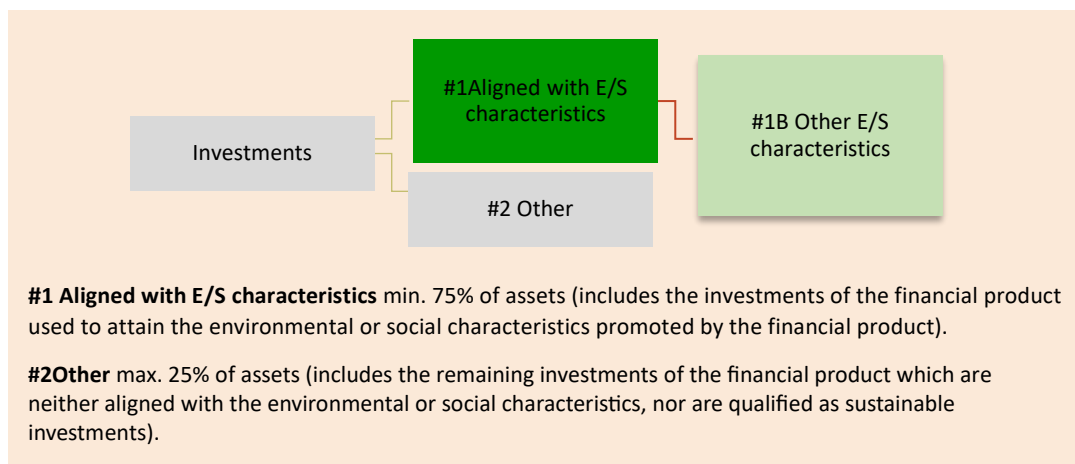 #1Aligned with E/S
characteristics
#1B Other E/S
characteristics
Investments
#2 Other
#1 Aligned with E/S characteristics min. 75% of assets (includes the investments of the financial product
used to attain the environmental or social characteristics promoted by the financial product).
#2Other max. 25% of assets (includes the remaining investments of the financial product which are
neither aligned with the environmental or social characteristics, nor are qualified as sustainable
investments).